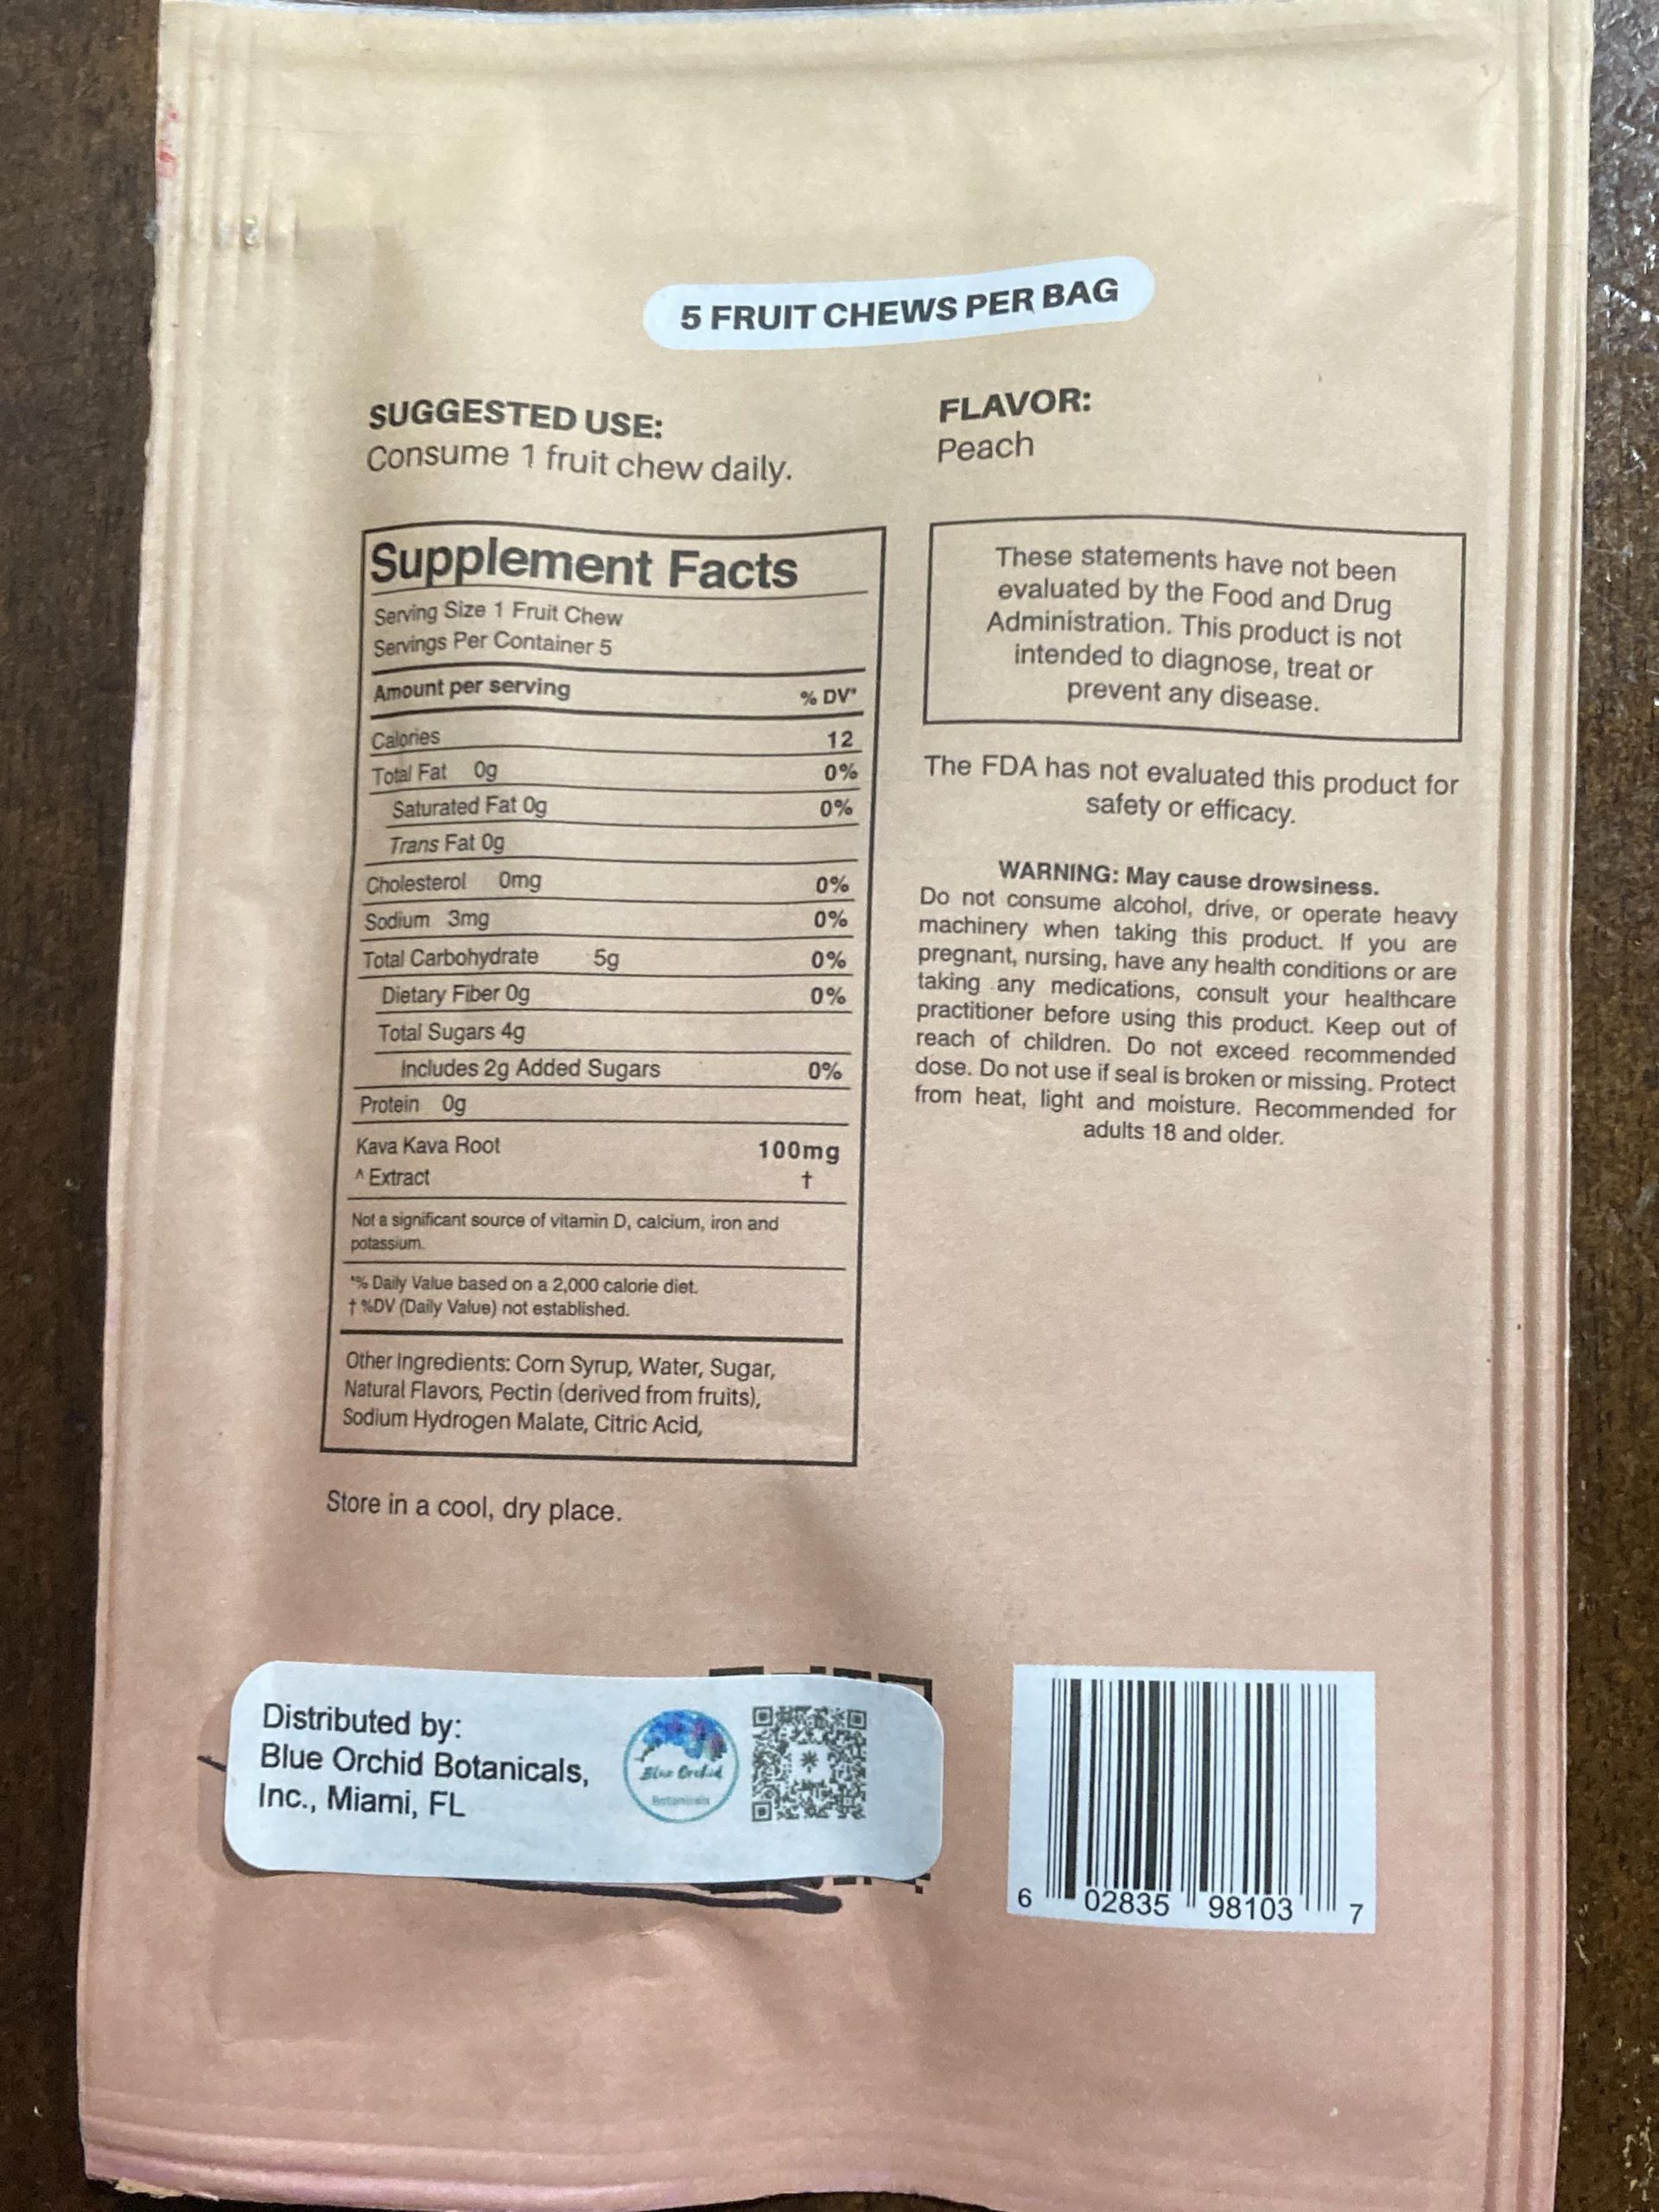 5 FRUIT CHEWS PER BAG
SUGGESTED USE:
Consume 1 fruit chew daily.
FLAVOR:
Peach
Supplement Facts
Serving Size 1 Fruit Chew
Servings Per Container 5
Amount per serving % DV*
Calories 12
Total Fat 0g 0%
Saturated Fat 0g 0%
Trans Fat 0g
Cholesterol 0mg 0%
Sodium 3mg 0%
Total Carbohydrate 5g 0%
Dietary Fiber 0g 0%
Total Sugars 4g
Includes 2g Added Sugars 0%
Protein 0g
Kava Kava Root 100mg
^ Extract †
Not a significant source of vitamin D, calcium, iron and
potassium.
*% Daily Value based on a 2,000 calorie diet.
† %DV (Daily Value) not established.
Other Ingredients: Corn Syrup, Water, Sugar,
Natural Flavors, Pectin (derived from fruits),
Sodium Hydrogen Malate, Citric Acid,
Store in a cool, dry place.
These statements have not been
evaluated by the Food and Drug
Administration. This product is not
intended to diagnose, treat or
prevent any disease.
The FDA has not evaluated this product for
safety or efficacy.
WARNING: May cause drowsiness.
Do not consume alcohol, drive, or operate heavy
machinery when taking this product. If you are
pregnant, nursing, have any health conditions or are
taking any medications, consult your healthcare
practitioner before using this product. Keep out of
reach of children. Do not exceed recommended
dose. Do not use if seal is broken or missing. Protect
from heat, light and moisture. Recommended for
adults 18 and older.
Distributed by:
Blue Orchid Botanicals,
Inc., Miami, FL
Blue Orchid
Botanicals
6 02835 98103 7